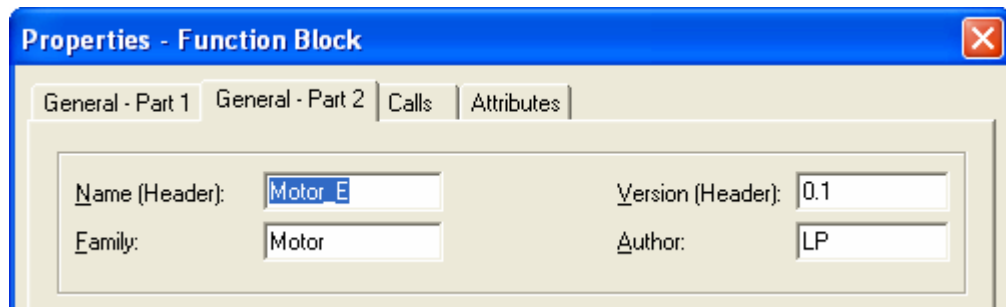 Properties - Function Block
General - Part 1 General - Part 2 Calls Attributes
Name (Header): Motor_E Version (Header): 0.1
Family: Motor Author: LP